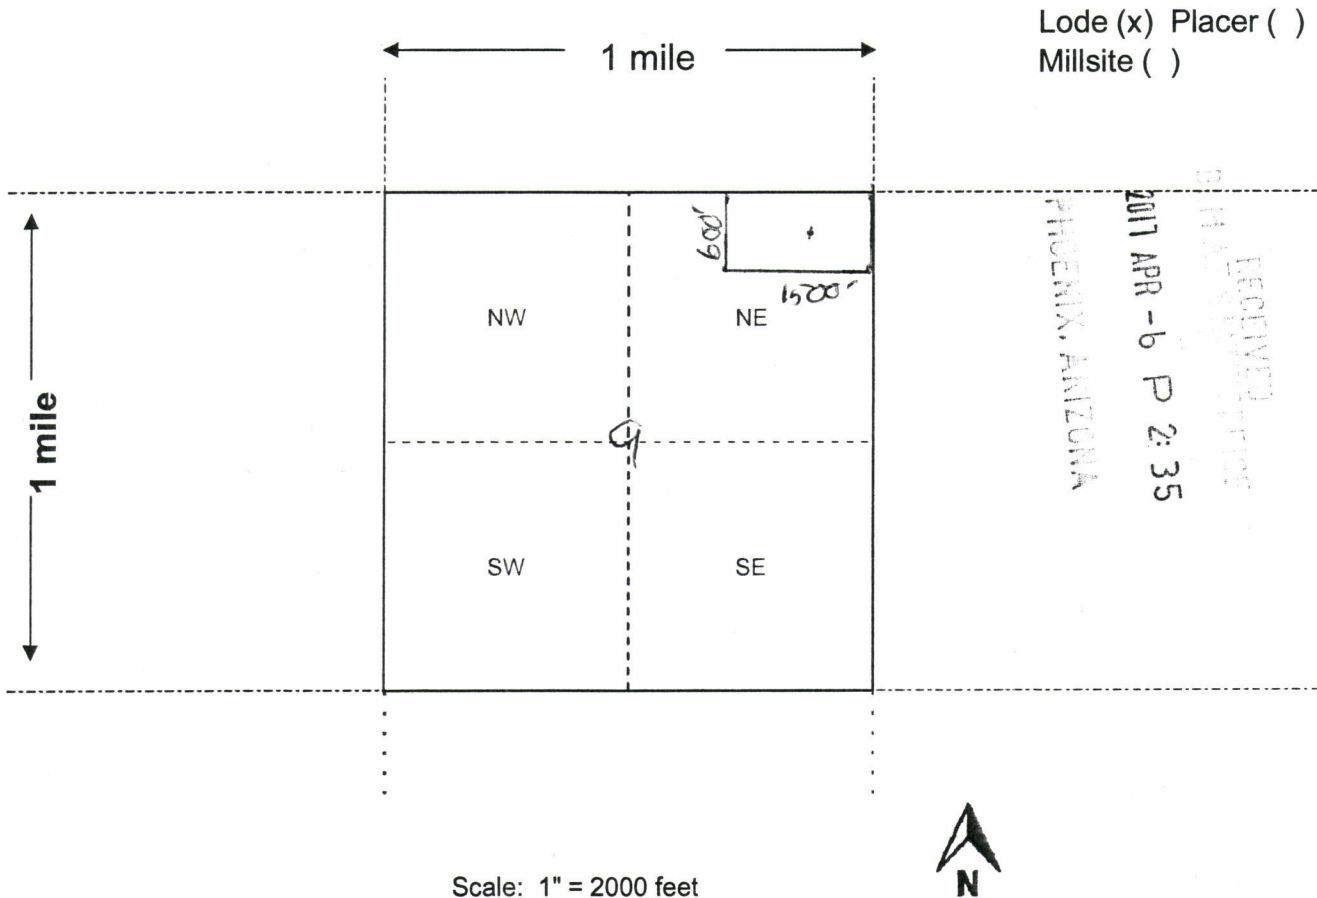 Lode (x) Placer ( )
Millsite ( )
1 mile
1 mile
600'
1500'
NW
NE
9
SW
SE
RECEIVED
2017 APR -6 P 2:35
PHOENIX, ARIZONA
Scale: 1" = 2000 feet
N